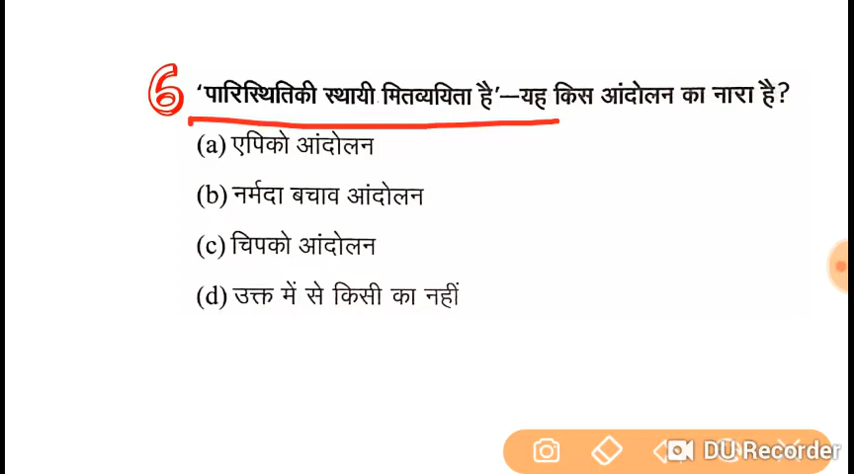 6 ‘पारिस्थितिकी स्थायी मितव्ययिता है’—यह किस आंदोलन का नारा है?
(a) एपिको आंदोलन
(b) नर्मदा बचाव आंदोलन
(c) चिपको आंदोलन
(d) उक्त में से किसी का नहीं
DU Recorder